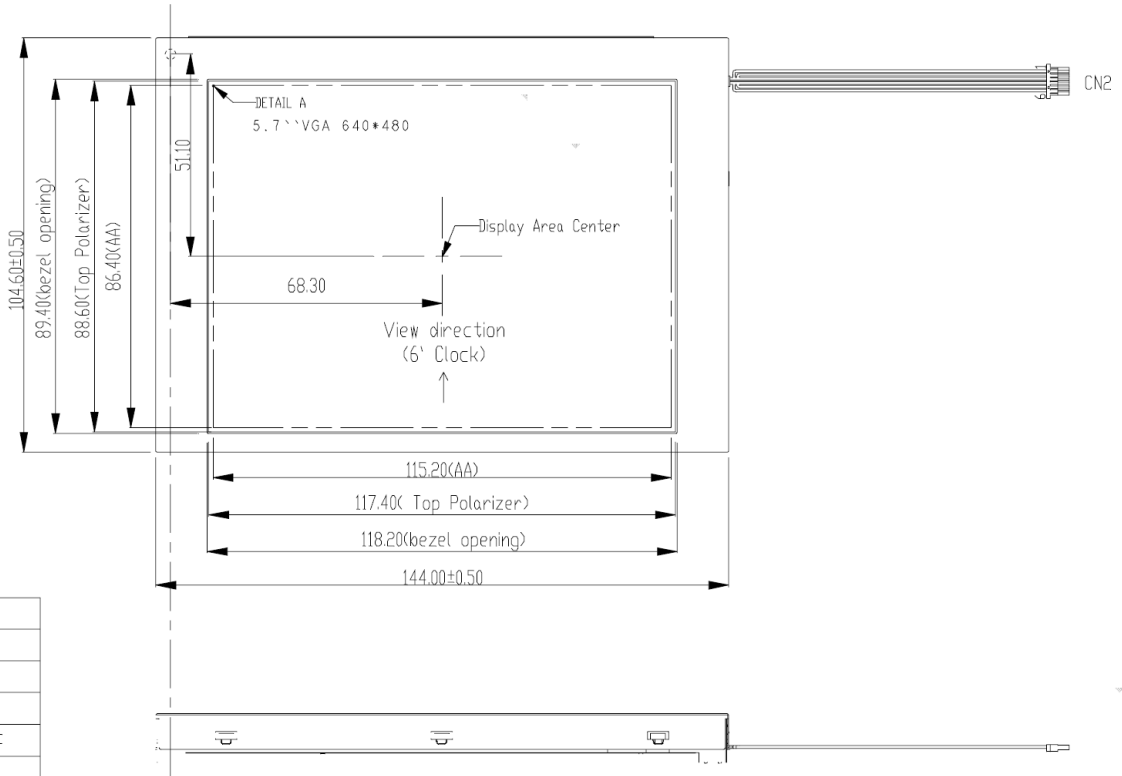 CN2
DETAIL A
5.7``VGA 640*480
51.10
104.60±0.50
89.40(bezel opening)
88.60(Top Polarizer)
86.40(AA)
Display Area Center
68.30
View direction
(6` Clock)
115.20(AA)
117.40( Top Polarizer)
118.20(bezel opening)
144.00±0.50